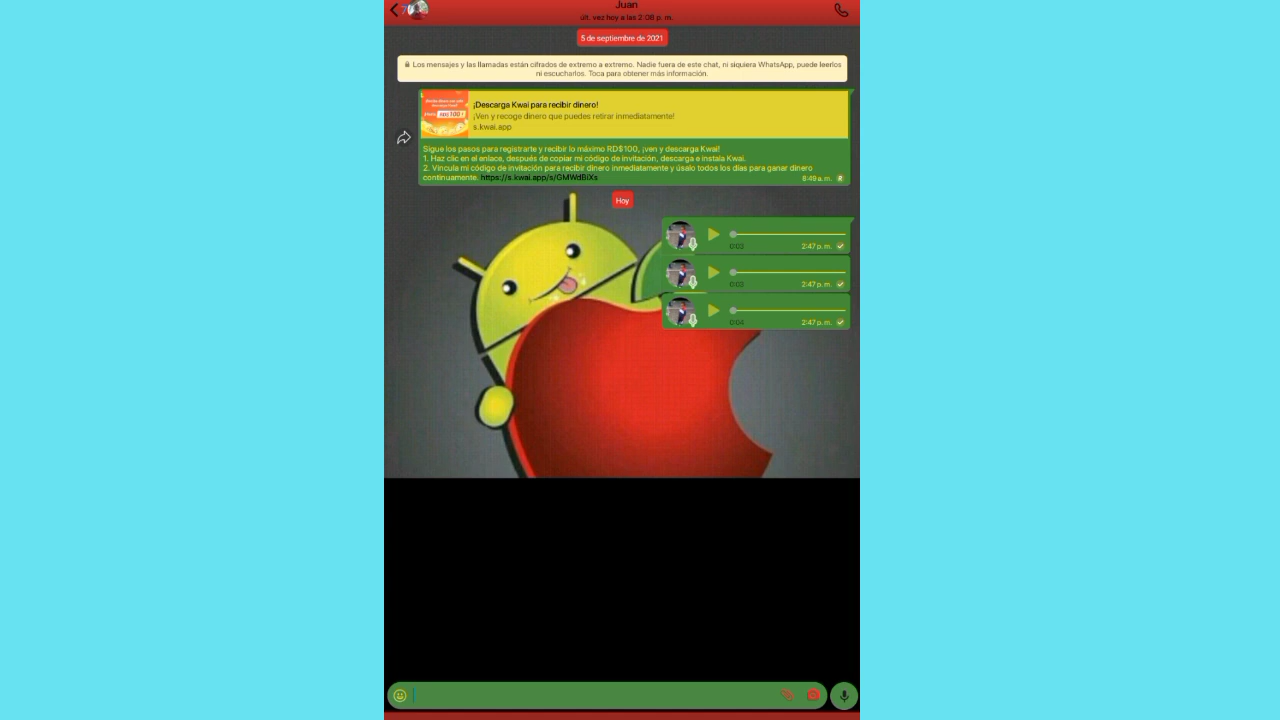 Juan
últ. vez hoy a las 2:08 p. m.
5 de septiembre de 2021
Los mensajes y las llamadas están cifrados de extremo a extremo. Nadie fuera de este chat, ni siquiera WhatsApp, puede leerlos
ni escucharlos. Toca para obtener más información.
¡Descarga Kwai para recibir dinero!
¡Ven y recoge dinero que puedes retirar inmediatamente!
s.kwai.app
Sigue los pasos para registrarte y recibir lo máximo RD$100, ¡ven y descarga Kwai!
1. Haz clic en el enlace, después de copiar mi código de invitación, descarga e instala Kwai.
2. Vincula mi código de invitación para recibir dinero inmediatamente y úsalo todos los días para ganar dinero
continuamente: https://s.kwai.app/s/GMWdBiXs
8:49 a. m.
Hoy
0:03 2:47 p. m.
0:02 2:47 p. m.
0:04 2:47 p. m.